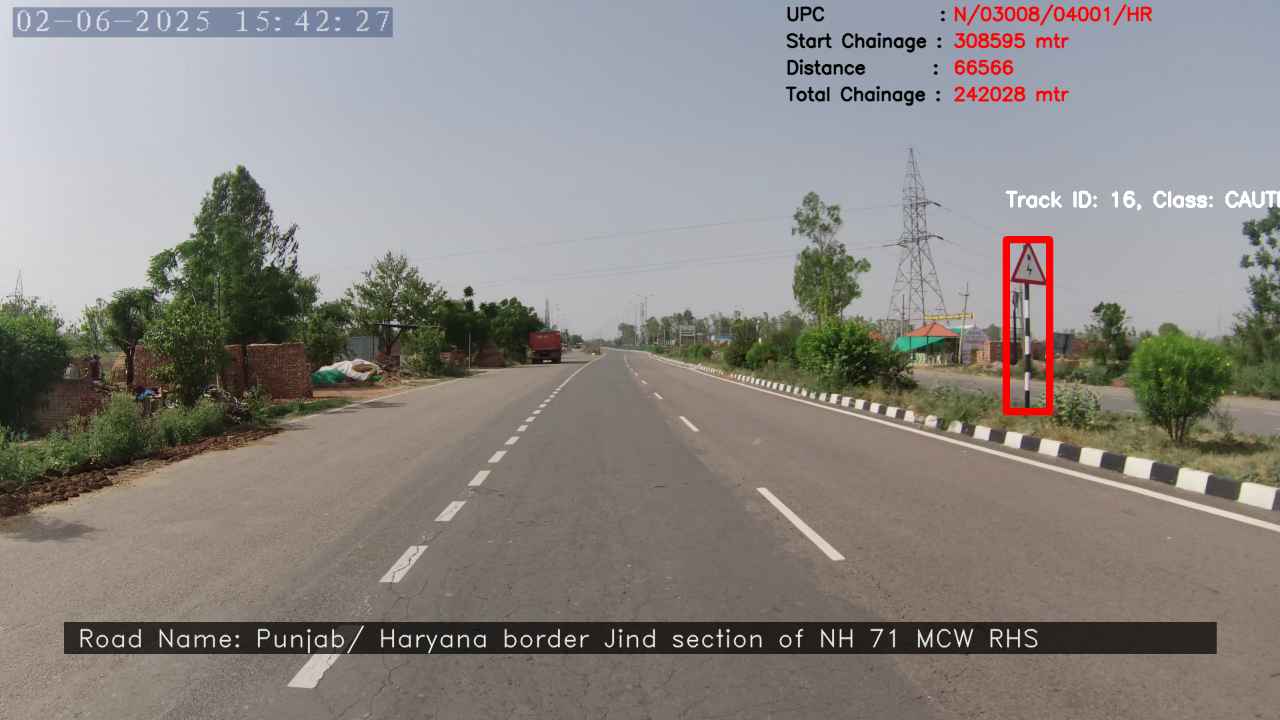 02-06-2025 15:42:27
UPC : N/03008/04001/HR
Start Chainage : 308595 mtr
Distance : 66566
Total Chainage : 242028 mtr
Track ID: 16, Class: CAUTI
Road Name: Punjab/ Haryana border Jind section of NH 71 MCW RHS